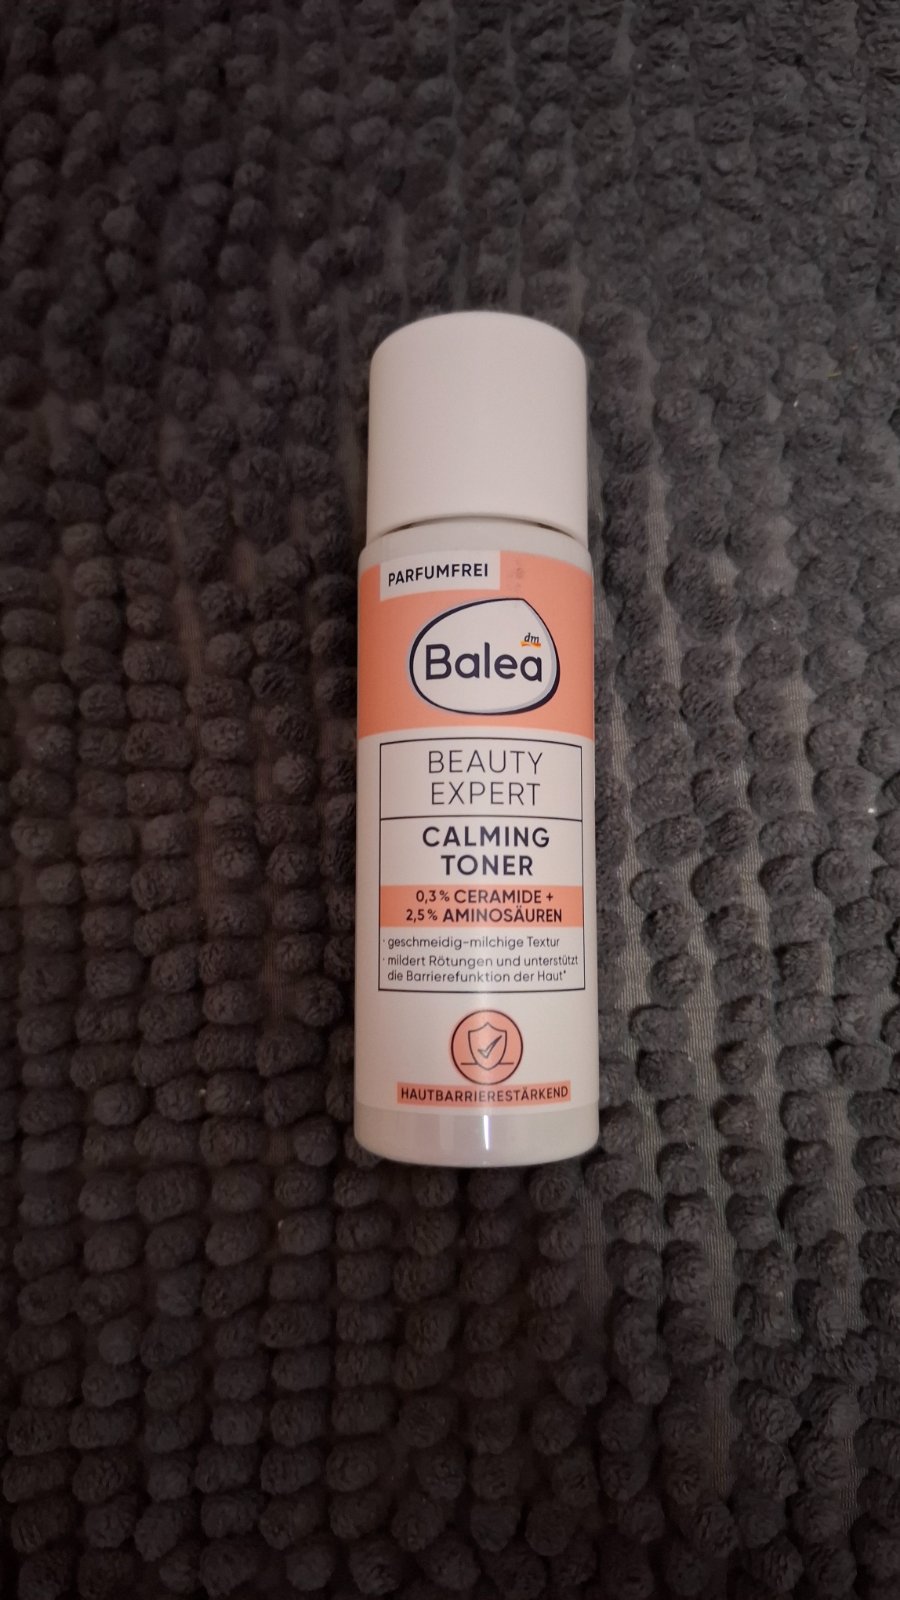 PARFUMFREI
dm
Balea
BEAUTY
EXPERT
CALMING
TONER
0,3 % CERAMIDE +
2,5 % AMINOSÄUREN
· geschmeidig-milchige Textur
· mildert Rötungen und unterstützt
die Barrierefunktion der Haut*
HAUTBARRIERESTÄRKEND